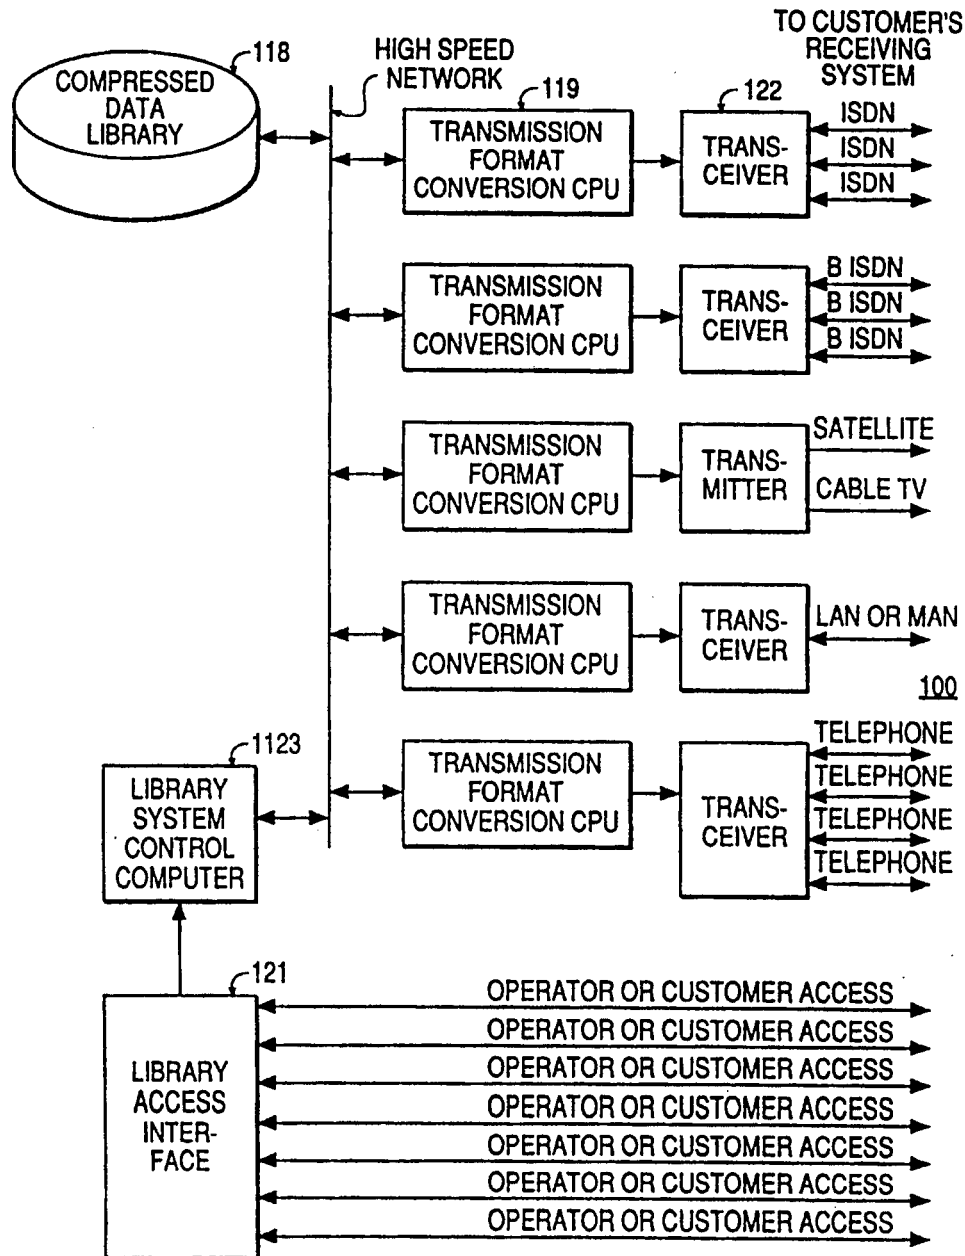 118
COMPRESSED
DATA
LIBRARY
HIGH SPEED
NETWORK
TO CUSTOMER'S
RECEIVING
SYSTEM
119
TRANSMISSION
FORMAT
CONVERSION CPU
122
TRANS-
CEIVER
ISDN
ISDN
ISDN
TRANSMISSION
FORMAT
CONVERSION CPU
TRANS-
CEIVER
B ISDN
B ISDN
B ISDN
TRANSMISSION
FORMAT
CONVERSION CPU
TRANS-
MITTER
SATELLITE
CABLE TV
TRANSMISSION
FORMAT
CONVERSION CPU
TRANS-
CEIVER
LAN OR MAN
100
1123
LIBRARY
SYSTEM
CONTROL
COMPUTER
TRANSMISSION
FORMAT
CONVERSION CPU
TRANS-
CEIVER
TELEPHONE
TELEPHONE
TELEPHONE
TELEPHONE
121
LIBRARY
ACCESS
INTER-
FACE
OPERATOR OR CUSTOMER ACCESS
OPERATOR OR CUSTOMER ACCESS
OPERATOR OR CUSTOMER ACCESS
OPERATOR OR CUSTOMER ACCESS
OPERATOR OR CUSTOMER ACCESS
OPERATOR OR CUSTOMER ACCESS
OPERATOR OR CUSTOMER ACCESS